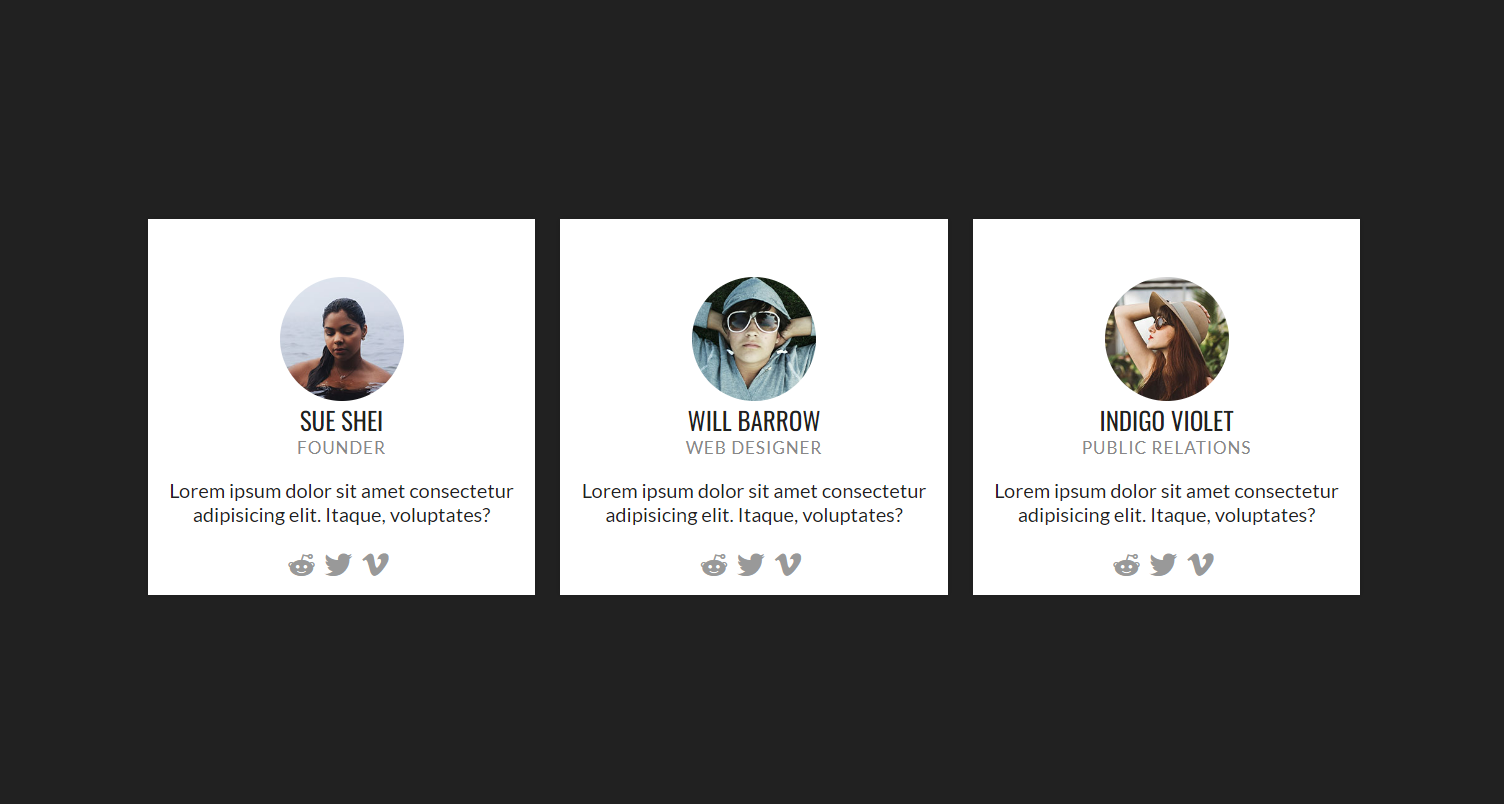 SUE SHEI
FOUNDER
Lorem ipsum dolor sit amet consectetur
adipisicing elit. Itaque, voluptates?
WILL BARROW
WEB DESIGNER
Lorem ipsum dolor sit amet consectetur
adipisicing elit. Itaque, voluptates?
INDIGO VIOLET
PUBLIC RELATIONS
Lorem ipsum dolor sit amet consectetur
adipisicing elit. Itaque, voluptates?